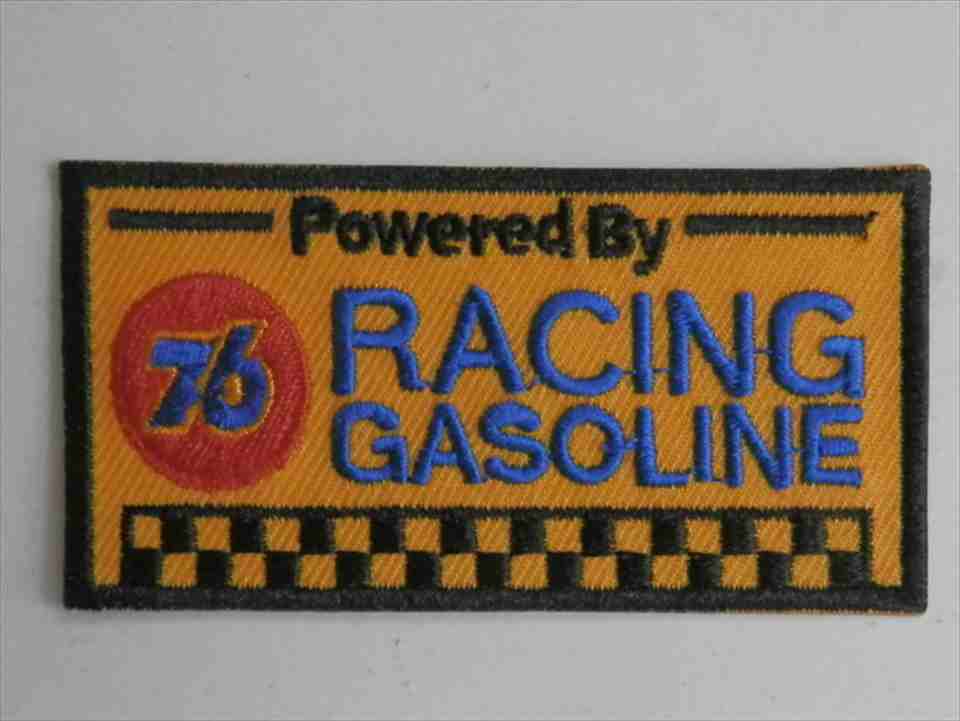 Powered By
76
RACING
GASOLINE